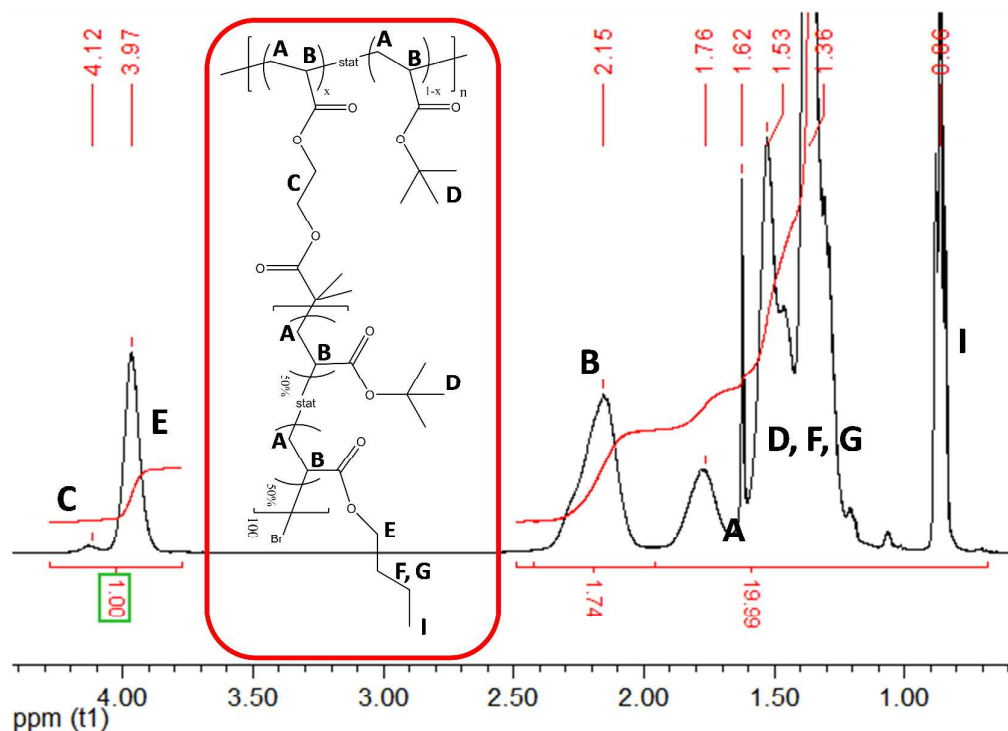 4.12
3.97
2.15
1.76
1.62
1.53
1.36
0.86
A
B
stat
A
B
x
1-x
n
O
O
O
O
C
D
O
O
A
B
O
O
D
50%
stat
A
B
O
O
50%
100
Br
E
F, G
I
C
E
B
A
D, F, G
I
1.00
1.74
19.99
4.00
3.50
3.00
2.50
2.00
1.50
1.00
ppm (t1)